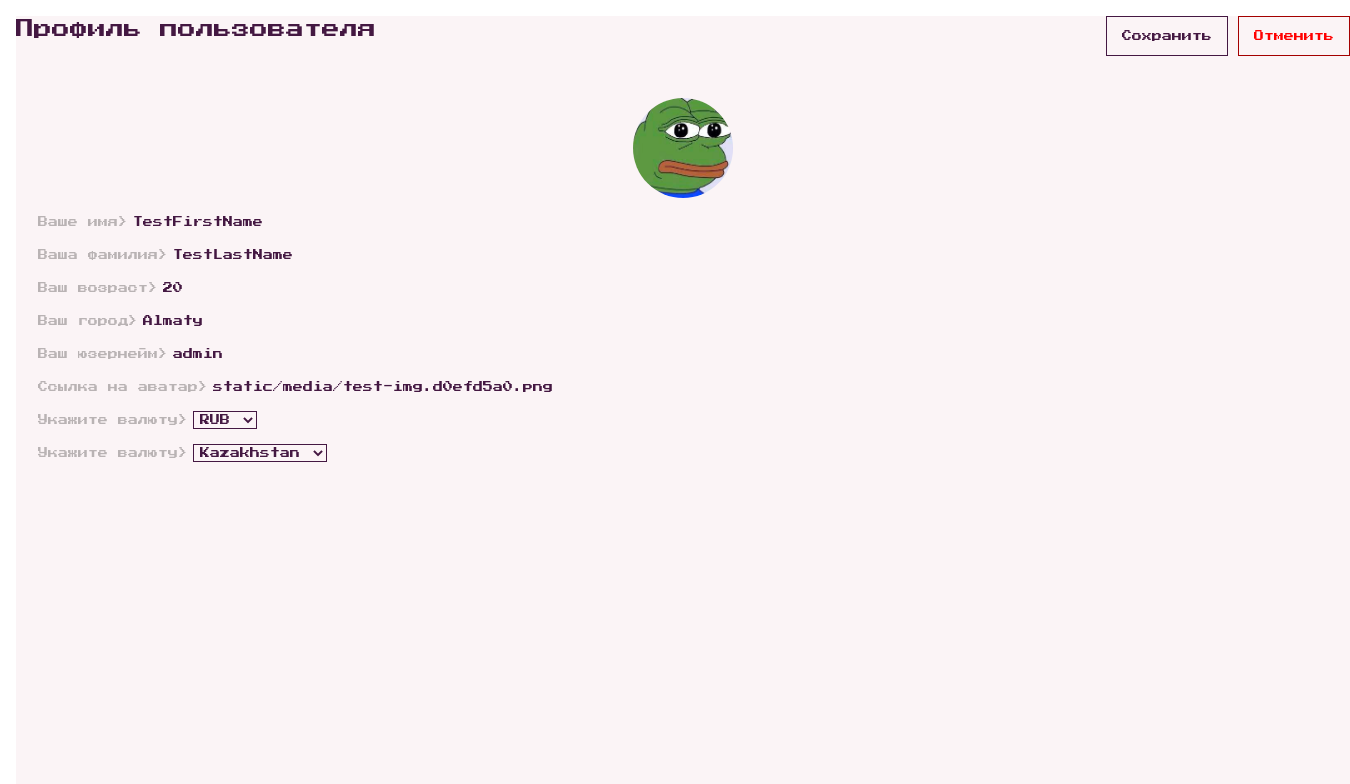 Профиль пользователя
Сохранить
Отменить
Ваше имя> TestFirstName
Ваша фамилия> TestLastName
Ваш возраст> 20
Ваш город> Almaty
Ваш юзернейм> admin
Ссылка на аватар> static/media/test-img.d0efd5a0.png
Укажите валюту> RUB
Укажите валюту> Kazakhstan